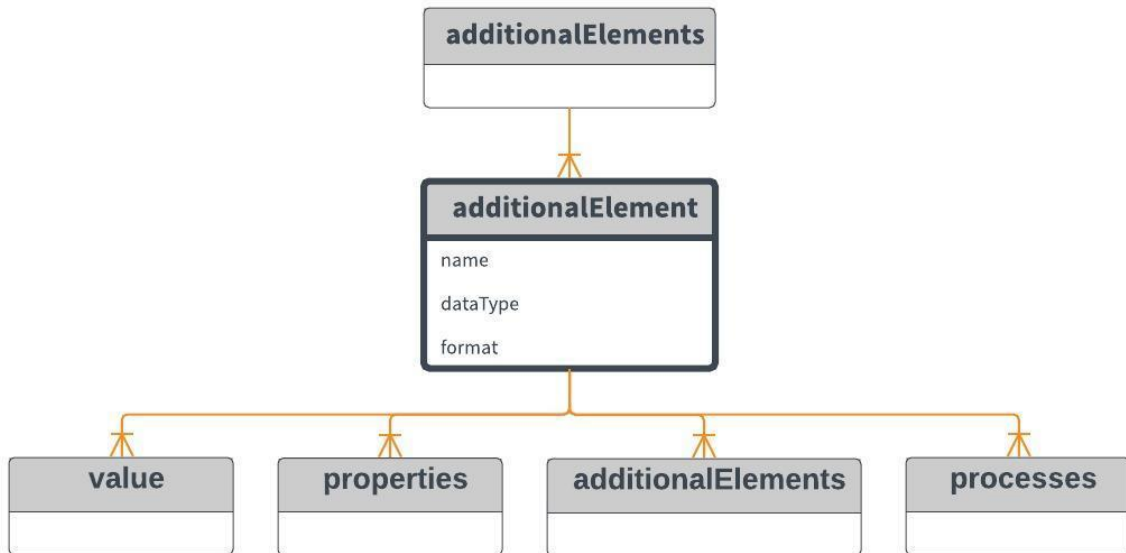 additionalElements
additionalElement
name
dataType
format
value
properties
additionalElements
processes